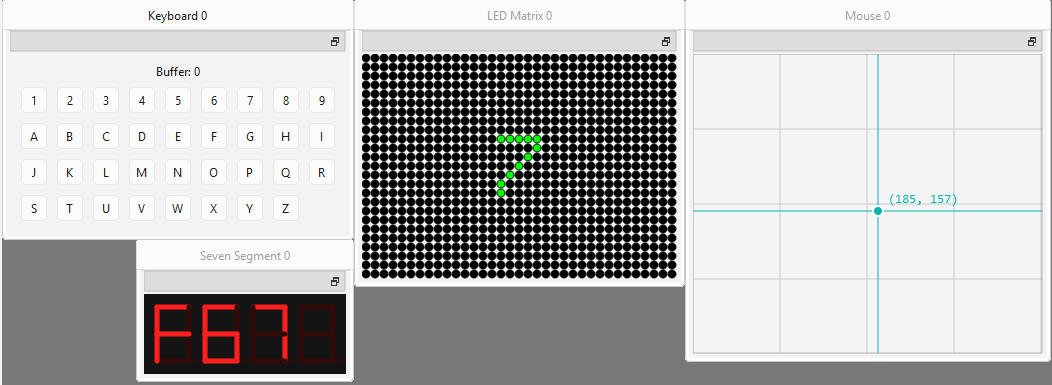 Keyboard 0
Buffer: 0
1 2 3 4 5 6 7 8 9
A B C D E F G H I
J K L M N O P Q R
S T U V W X Y Z
Seven Segment 0
F67
LED Matrix 0
7
Mouse 0
(185, 157)